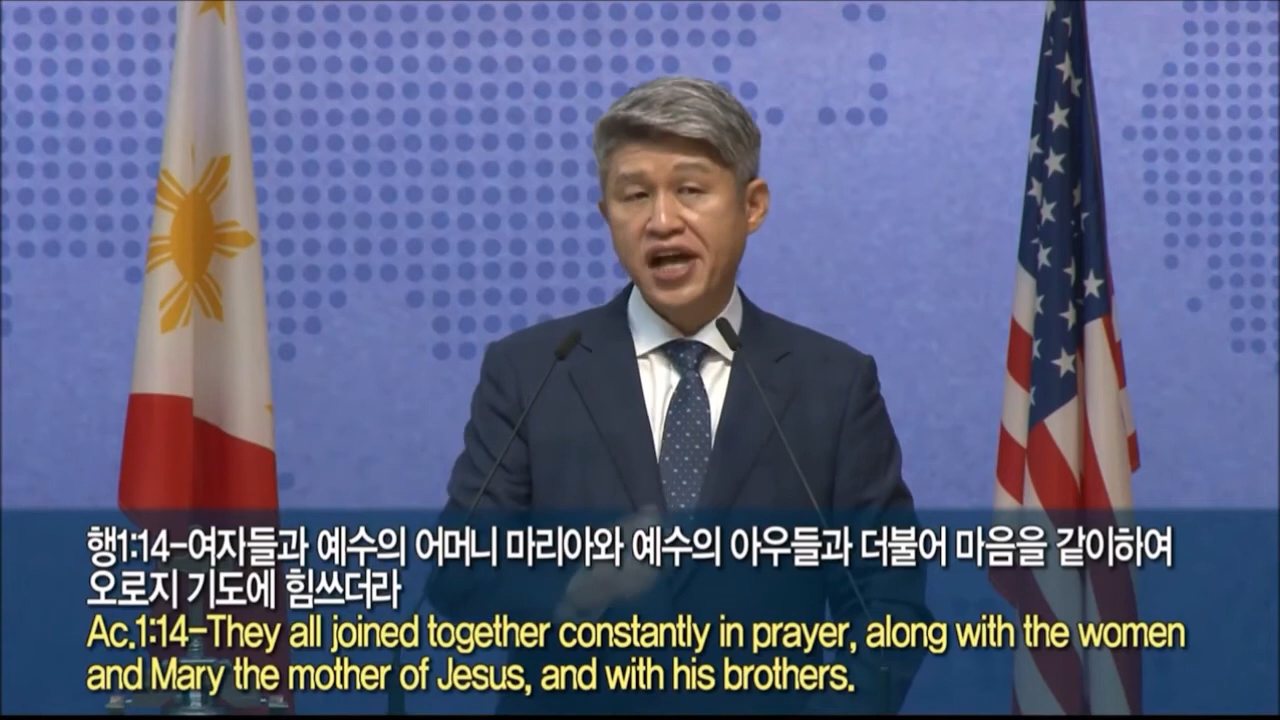 행1:14-여자들과 예수의 어머니 마리아와 예수의 아우들과 더불어 마음을 같이하여
오로지 기도에 힘쓰더라
Ac.1:14-They all joined together constantly in prayer, along with the women
and Mary the mother of Jesus, and with his brothers.